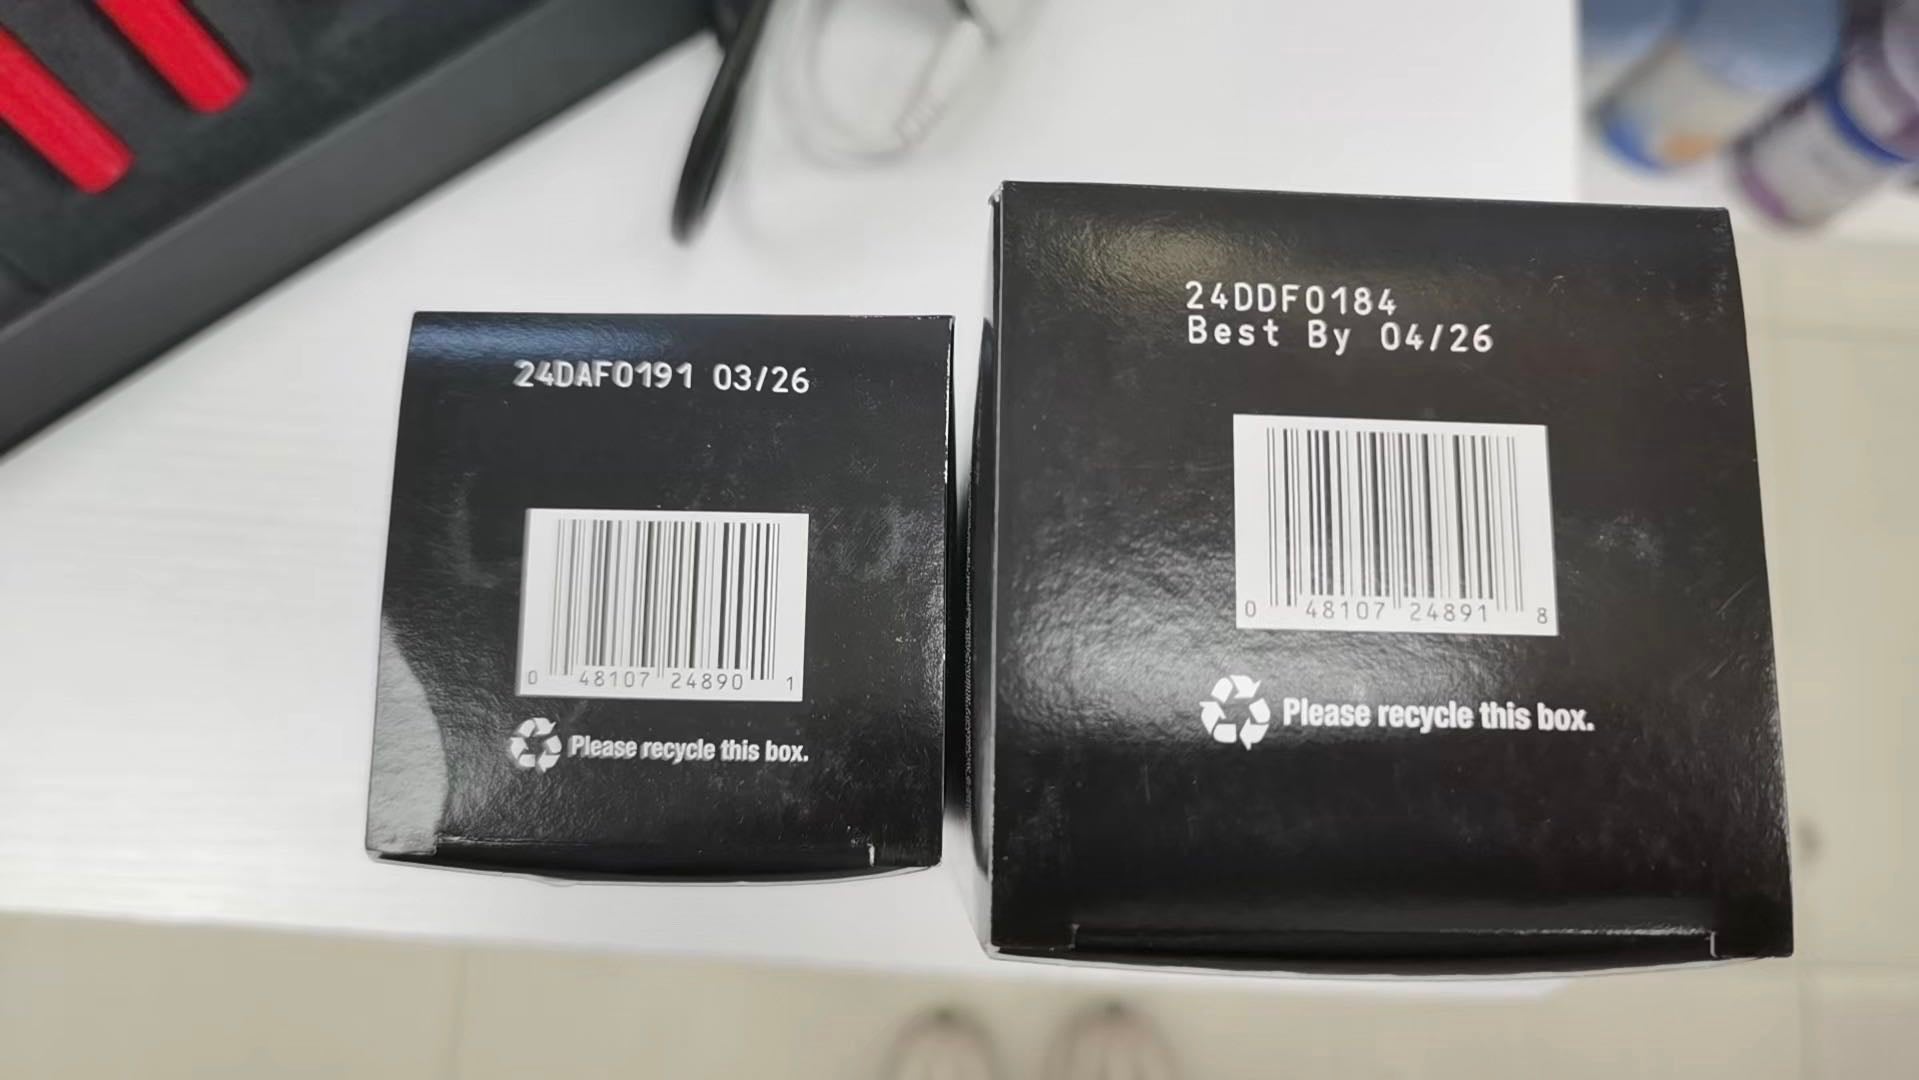 24DAF0191 03/26
0 48107 24890 1
Please recycle this box.
24DDF0184
Best By 04/26
0 48107 24891 8
Please recycle this box.